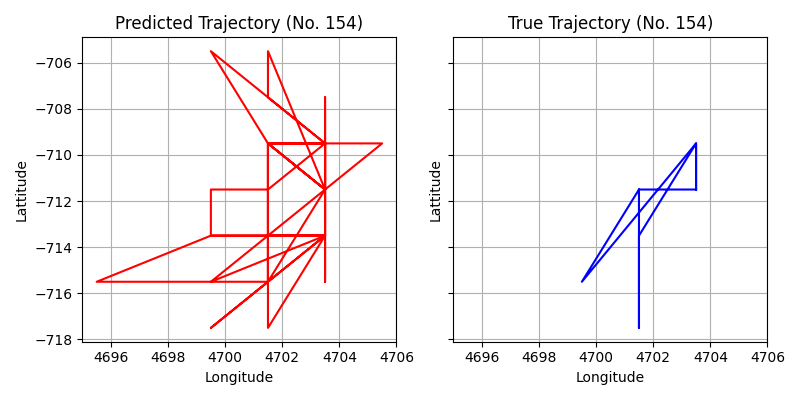 Predicted Trajectory (No. 154)
True Trajectory (No. 154)
−706
−708
−710
−712
−714
−716
−718
Lattitude
Lattitude
4696 4698 4700 4702 4704 4706
4696 4698 4700 4702 4704 4706
Longitude
Longitude